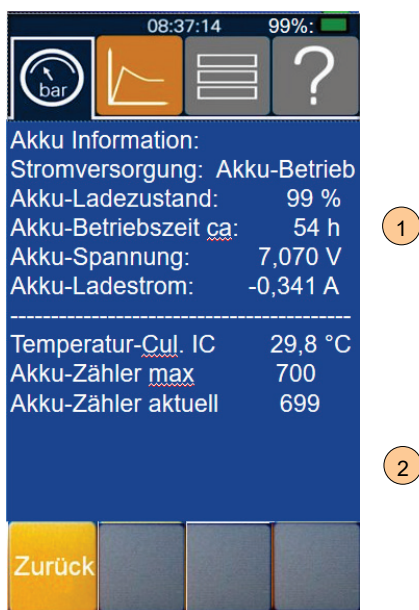 08:37:14 99%:
bar ?
Akku Information:
Stromversorgung: Akku-Betrieb
Akku-Ladezustand: 99 %
Akku-Betriebszeit ca: 54 h
1
Akku-Spannung: 7,070 V
Akku-Ladestrom: -0,341 A
------------------------------------------
Temperatur-Cul. IC 29,8 °C
Akku-Zähler max 700
Akku-Zähler aktuell 699
2
Zurück